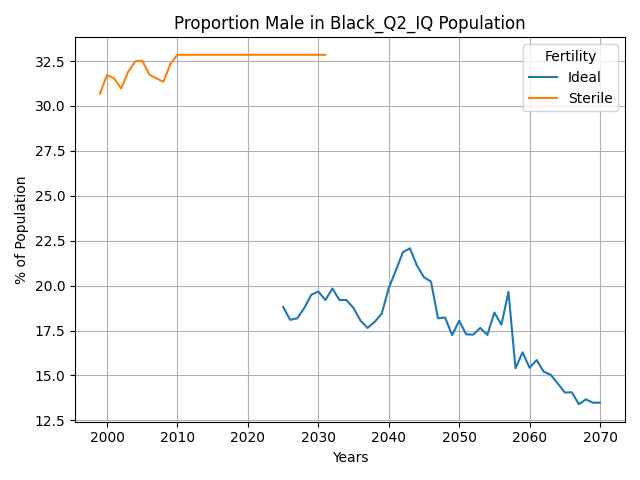 Proportion Male in Black_Q2_IQ Population
Fertility
Ideal
Sterile
% of Population
32.5
30.0
27.5
25.0
22.5
20.0
17.5
15.0
12.5
2000 2010 2020 2030 2040 2050 2060 2070
Years